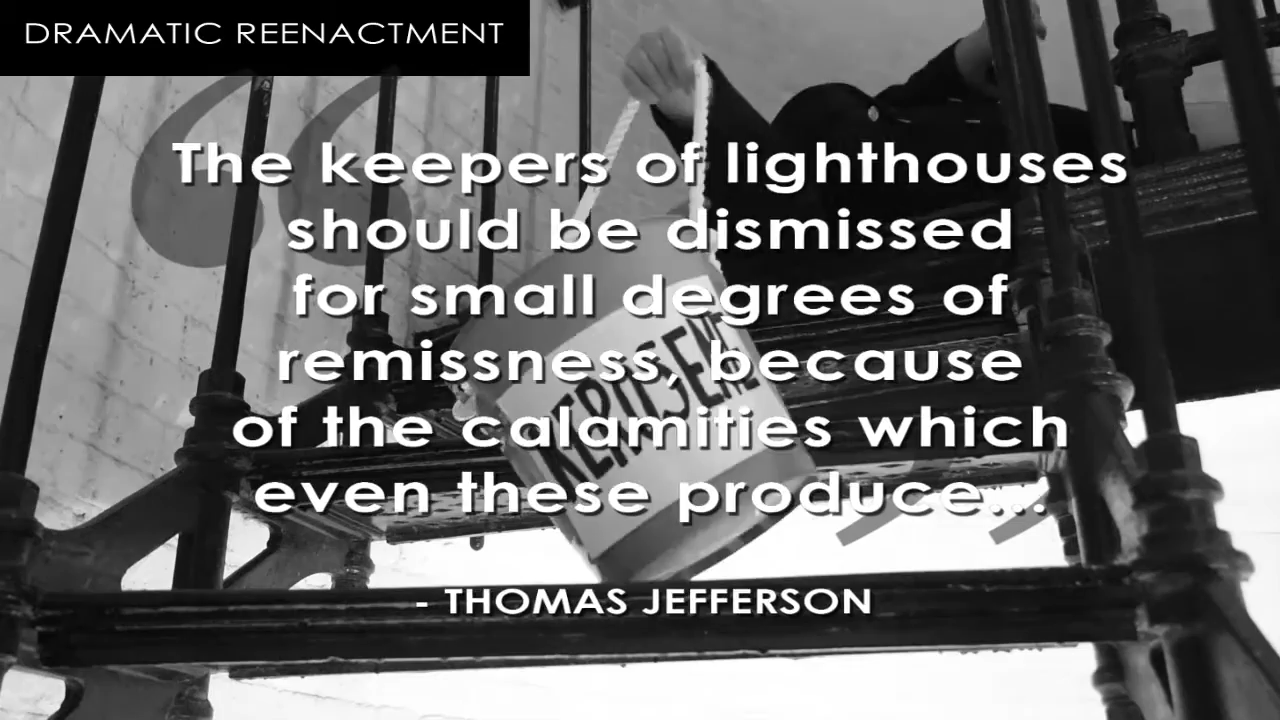 DRAMATIC REENACTMENT
“
The keepers of lighthouses
should be dismissed
for small degrees of
remissness, because
of the calamities which
even these produce...
”
KEROSENE
- THOMAS JEFFERSON